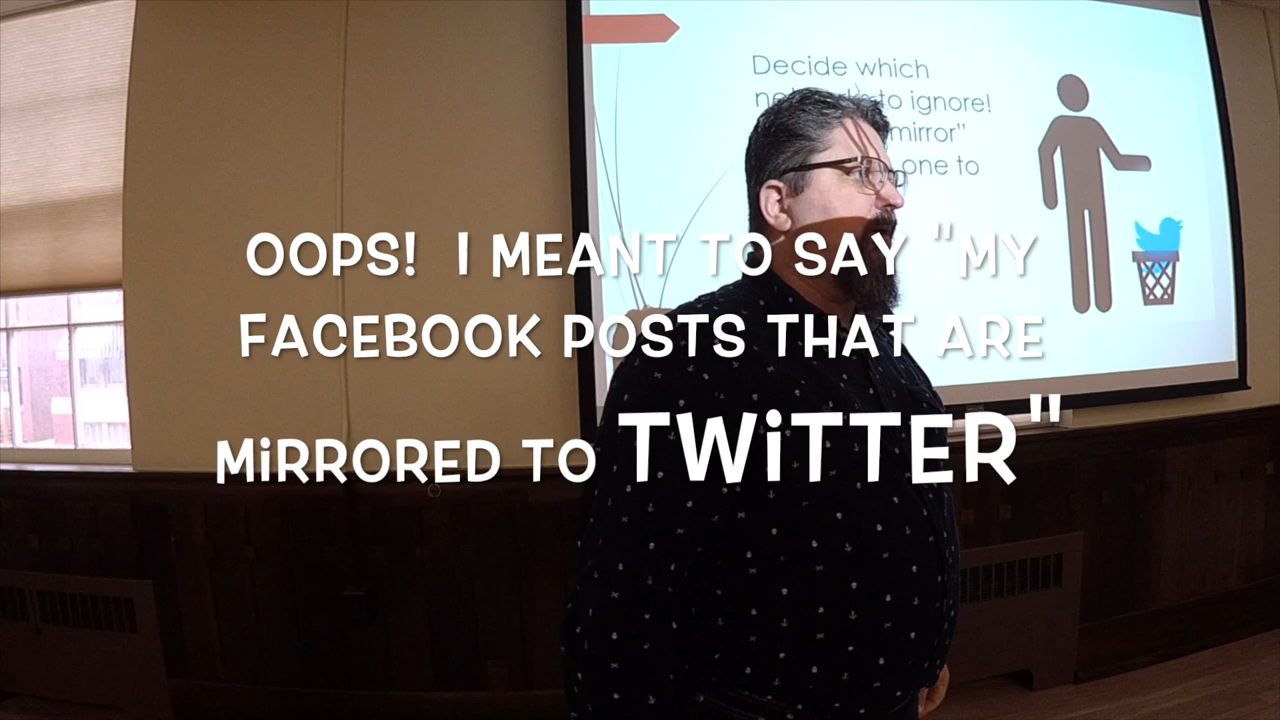 Decide which
to ignore!
mirror"
one to
OOPS! I MEANT TO SAY "MY
FACEBOOK POSTS THAT ARE
MiRRORED TO TWiTTER"